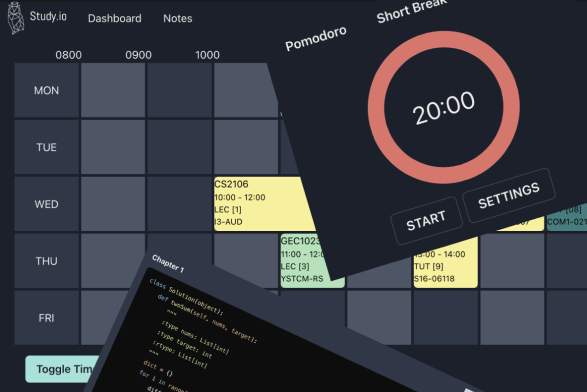 Study.io
Dashboard
Notes
Pomodoro
Short Break
20:00
START
SETTINGS
0800
0900
1000
MON
TUE
WED
THU
FRI
CS2106
10:00 - 12:00
LEC [1]
I3-AUD
[08]
COM1-021
GEC1023
11:00 - 12:0
LEC [3]
YSTCM-RS
:00 - 14:00
TUT [9]
S16-06118
Toggle Tim
Chapter 1
class Solution(object):
def twoSum(self, nums, target):
"""
:type nums: List[int]
:type target: int
:rtype: List[int]
"""
dict = {}
for i in range